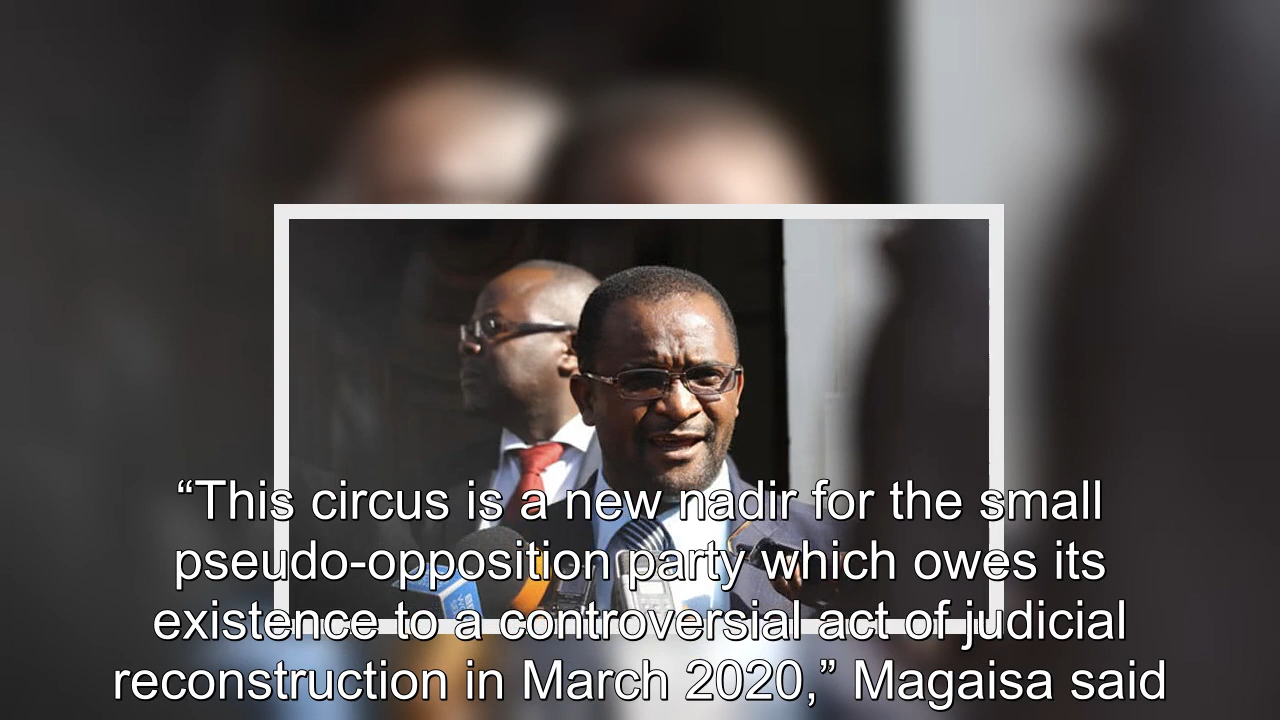 “This circus is a new nadir for the small
pseudo-opposition party which owes its
existence to a controversial act of judicial
reconstruction in March 2020,” Magaisa said